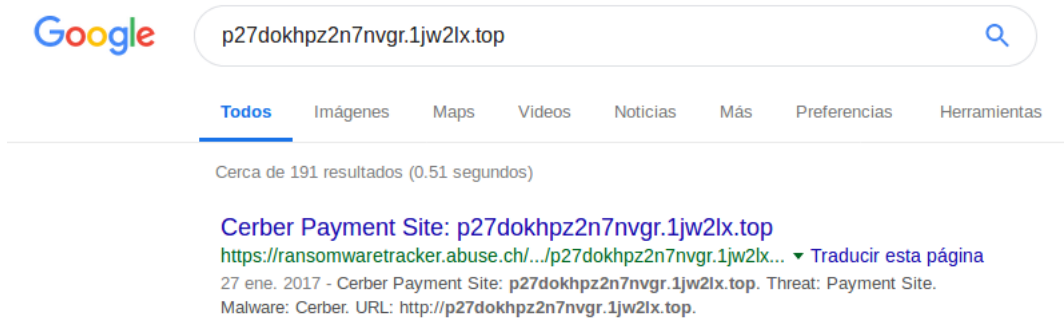 Google p27dokhpz2n7nvgr.1jw2lx.top
Todos Imágenes Maps Videos Noticias Más Preferencias Herramientas
Cerca de 191 resultados (0.51 segundos)
Cerber Payment Site: p27dokhpz2n7nvgr.1jw2lx.top
https://ransomwaretracker.abuse.ch/.../p27dokhpz2n7nvgr.1jw2lx... Traducir esta página
27 ene. 2017 - Cerber Payment Site: p27dokhpz2n7nvgr.1jw2lx.top. Threat: Payment Site.
Malware: Cerber. URL: http://p27dokhpz2n7nvgr.1jw2lx.top.